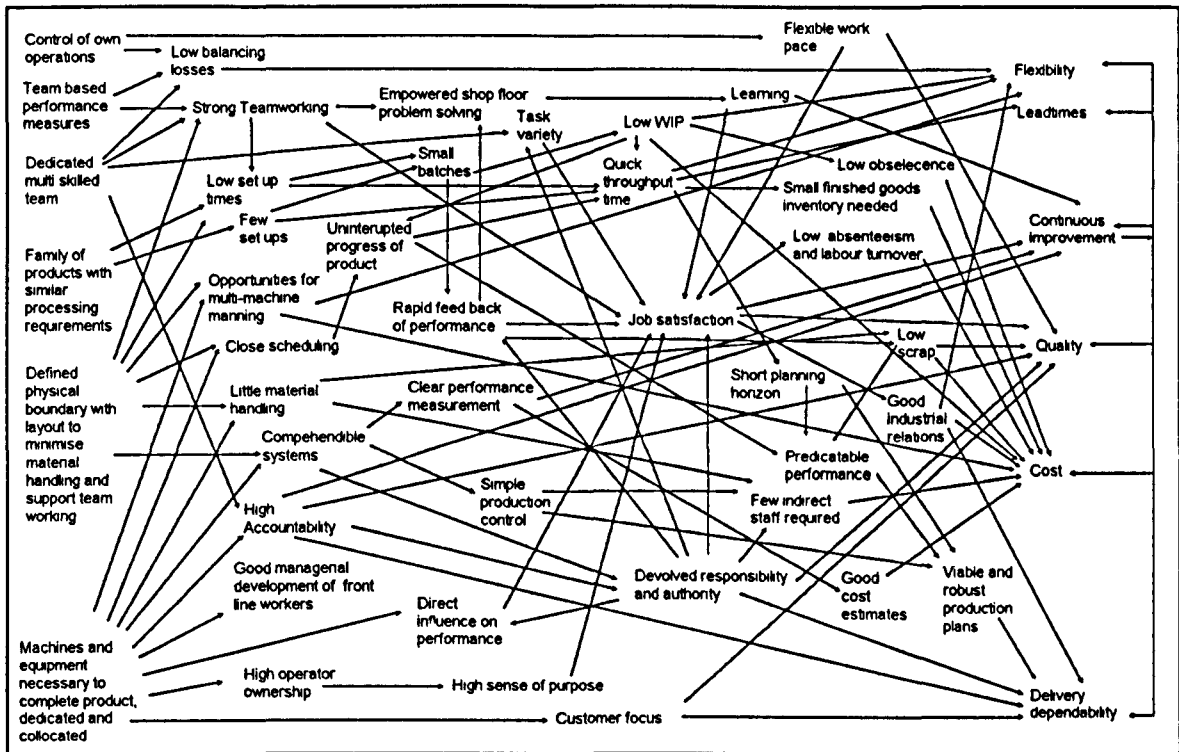 Control of own
operations
Low balancing
losses
Flexible work
pace
Flexibility
Team based
performance
measures
Strong Teamworking
Empowered shop floor
problem solving
Learning
Leadtimes
Task
variety
Low WIP
Dedicated
multi skilled
team
Small
batches
Low obselecence
Low set up
times
Quick
throughput
time
Small finished goods
inventory needed
Few
set ups
Uninterupted
progress of
product
Continuous
improvement
Low absenteeism
and labour turnover
Family of
products with
similar
processing
requirements
Opportunities for
multi-machine
manning
Rapid feed back
of performance
Job satisfaction
Low
scrap
Quality
Close scheduling
Defined
physical
boundary with
layout to
minimise
material
handling and
support team
working
Little material
handling
Clear performance
measurement
Short planning
horizon
Good
industrial
relations
Compehendible
systems
Predicatable
performance
Cost
Simple
production
control
Few indirect
staff required
High
Accountability
Good managenal
development of front
line workers
Devolved responsibility
and authority
Good
cost
estimates
Viable and
robust
production
plans
Direct
influence on
performance
Machines and
equipment
necessary to
complete product,
dedicated and
collocated
High operator
ownership
High sense of purpose
Customer focus
Delivery
dependability